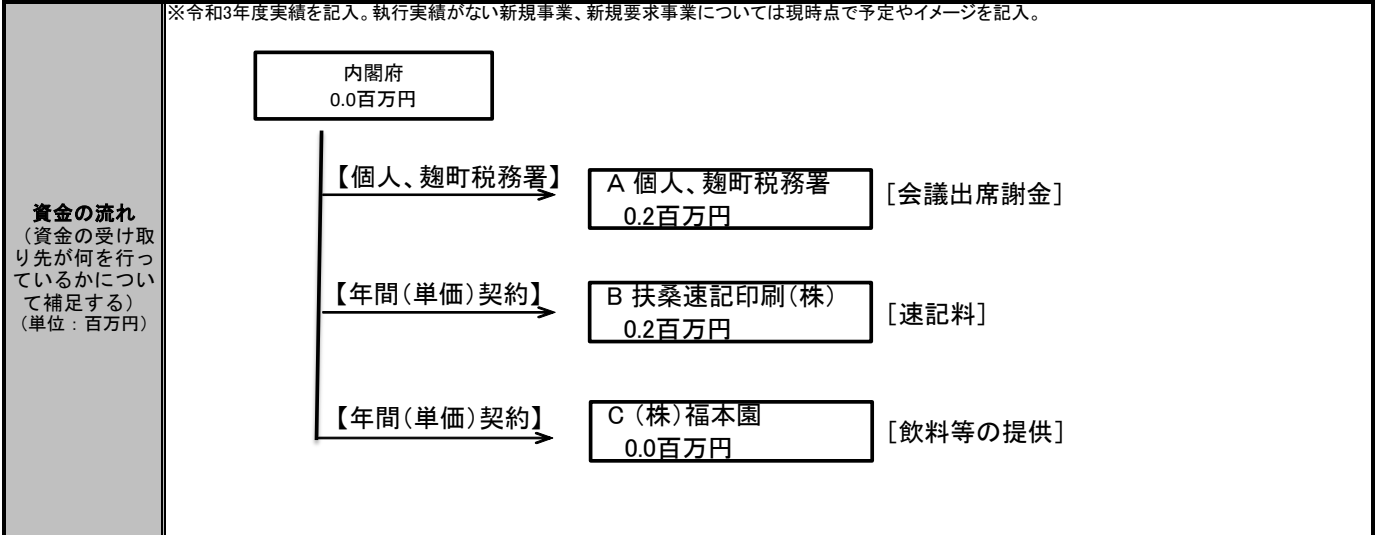 ※令和3年度実績を記入。執行実績がない新規事業、新規要求事業については現時点で予定やイメージを記入。
資金の流れ
（資金の受け取
り先が何を行っ
ているかについ
て補足する）
（単位：百万円）
内閣府
0.0百万円
【個人、麹町税務署】
A 個人、麹町税務署
0.2百万円
［会議出席謝金］
【年間（単価）契約】
B 扶桑速記印刷（株）
0.2百万円
［速記料］
【年間（単価）契約】
C （株）福本園
0.0百万円
［飲料等の提供］